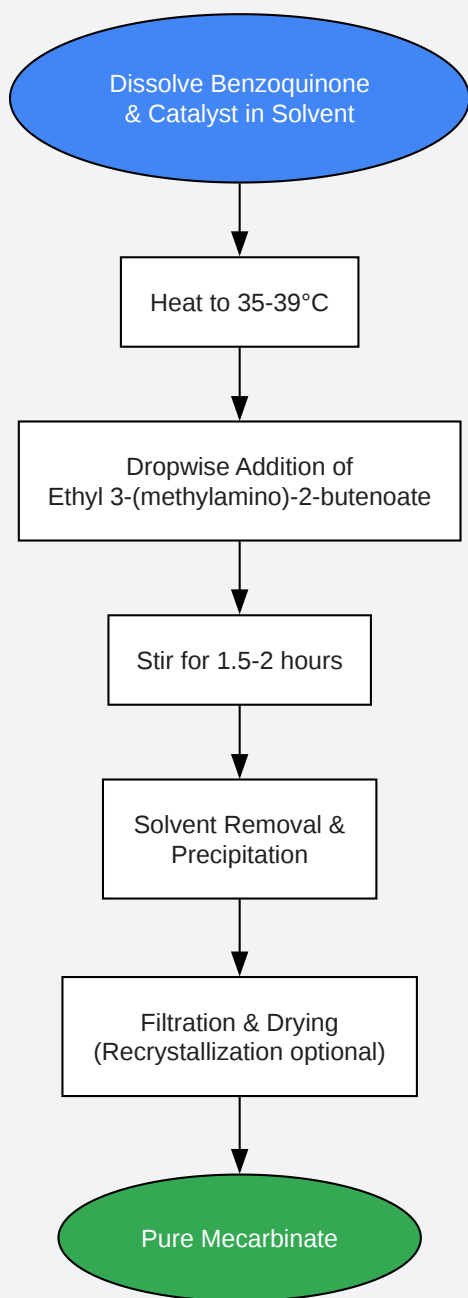 Dissolve Benzoquinone
& Catalyst in Solvent
Heat to 35-39°C
Dropwise Addition of
Ethyl 3-(methylamino)-2-butenoate
Stir for 1.5-2 hours
Solvent Removal &
Precipitation
Filtration & Drying
(Recrystallization optional)
Pure Mecarbinate